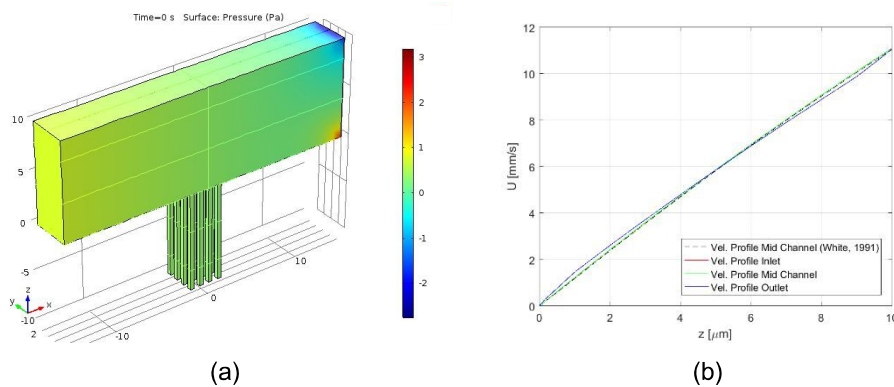 Time=0 s Surface: Pressure (Pa)
10
5
0
-5
y z x
-10
2
-10
0
10
3
2
1
0
-1
-2
12
10
8
6
4
2
0
U [mm/s]
Vel. Profile Mid Channel (White, 1991)
Vel. Profile Inlet
Vel. Profile Mid Channel
Vel. Profile Outlet
0 2 4 6 8 10
z [μm]
(a) (b)